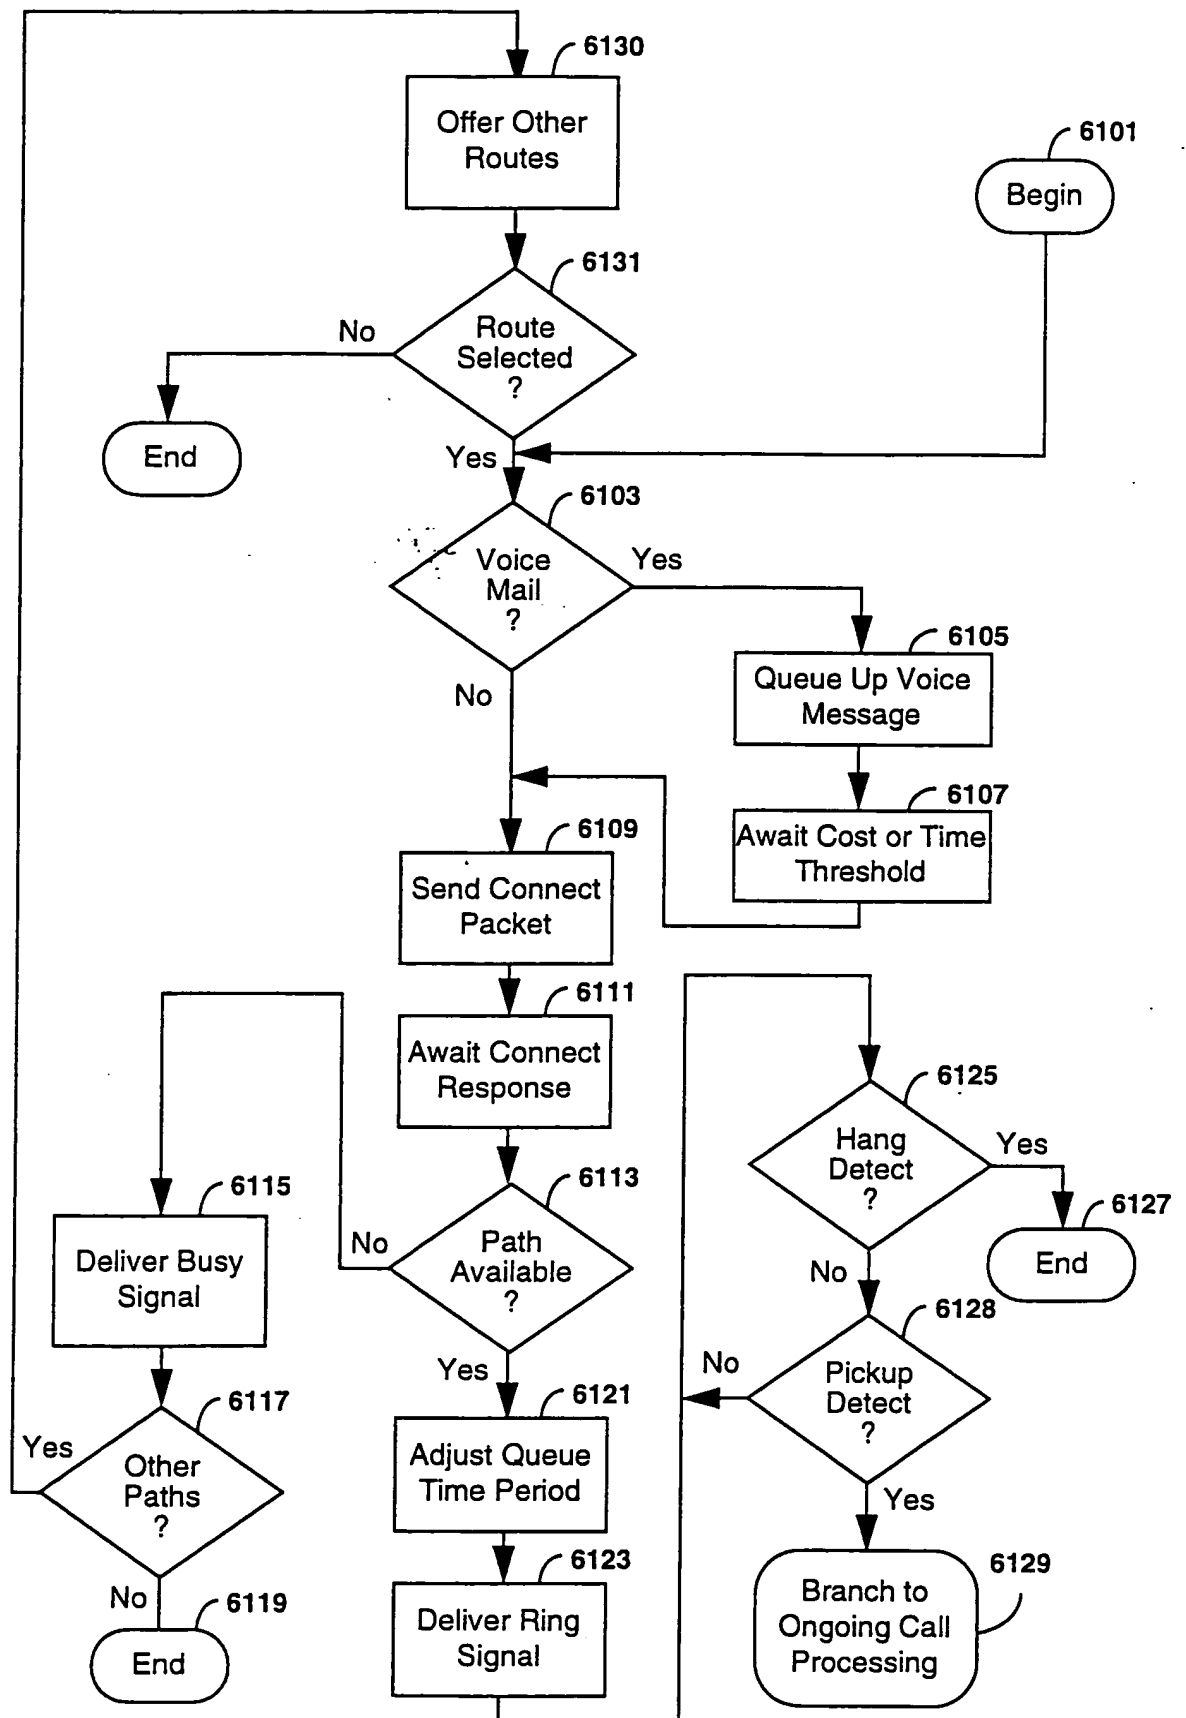 6130
Offer Other
Routes
6101
Begin
6131
Route
Selected
?
No
End
Yes
6103
Voice
Mail
?
Yes
No
6105
Queue Up Voice
Message
6107
Await Cost or Time
Threshold
6109
Send Connect
Packet
6111
Await Connect
Response
6113
Path
Available
?
No
Yes
6115
Deliver Busy
Signal
6117
Other
Paths
?
Yes
No
6119
End
6121
Adjust Queue
Time Period
6123
Deliver Ring
Signal
6125
Hang
Detect
?
Yes
6127
End
No
6128
Pickup
Detect
?
No
Yes
6129
Branch to
Ongoing Call
Processing